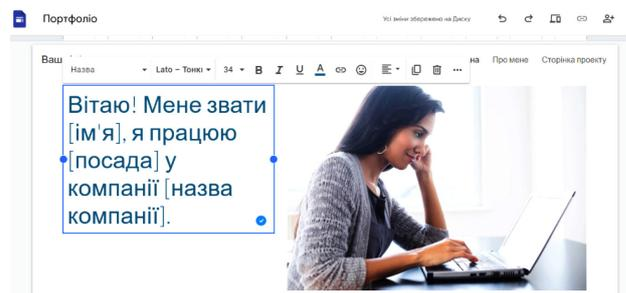 Портфоліо
Усі зміни збережено на Диску
Ваш
на Про мене Сторінка проекту
Назва Lato – Тонкі 34 B I U A
Вітаю! Мене звати
[ім'я], я працюю
[посада] у
компанії [назва
компанії].